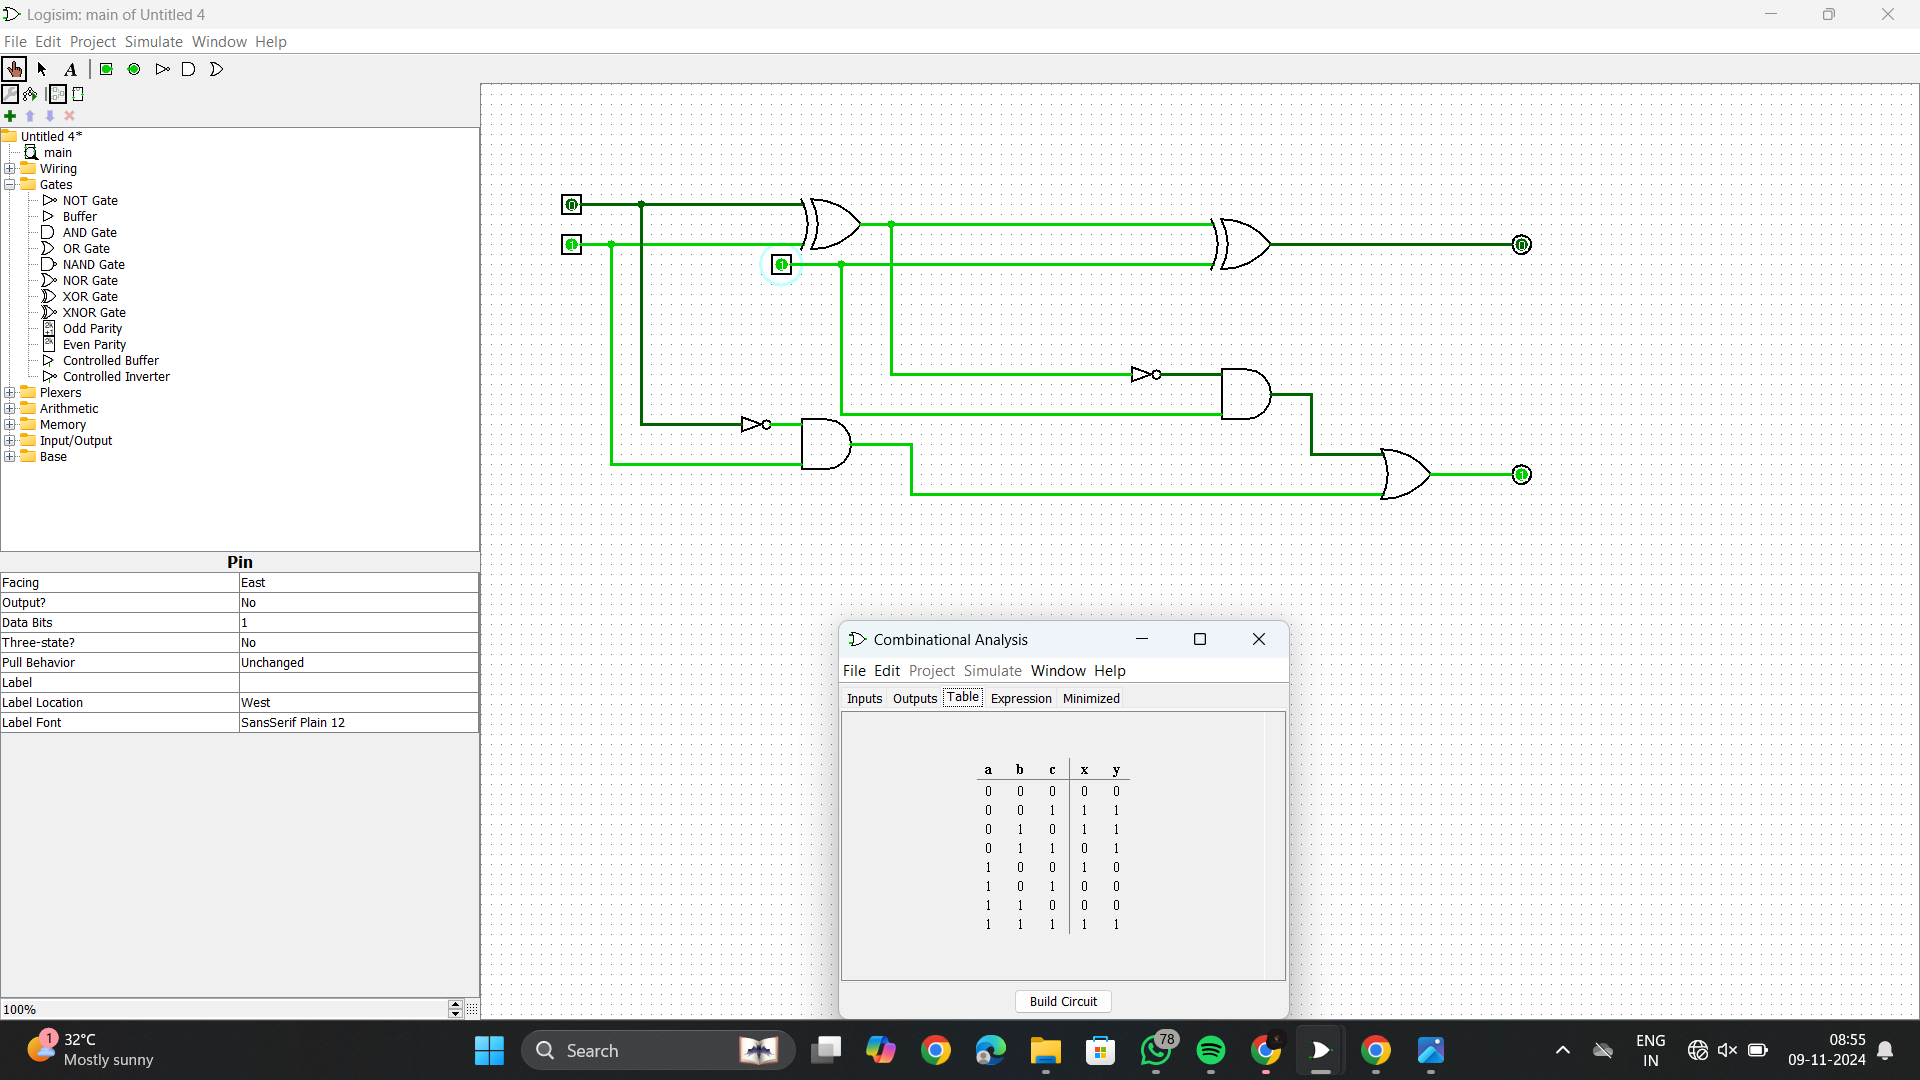 Logisim: main of Untitled 4
File Edit Project Simulate Window Help
A
Untitled 4*
main
Wiring
Gates
NOT Gate
Buffer
AND Gate
OR Gate
NAND Gate
NOR Gate
XOR Gate
XNOR Gate
Odd Parity
Even Parity
Controlled Buffer
Controlled Inverter
Plexers
Arithmetic
Memory
Input/Output
Base
Pin
Facing East
Output? No
Data Bits 1
Three-state? No
Pull Behavior Unchanged
Label
Label Location West
Label Font SansSerif Plain 12
100%
0
1
1
0
1
Combinational Analysis
File Edit Project Simulate Window Help
Inputs Outputs Table Expression Minimized
a b c x y
0 0 0 0 0
0 0 1 1 1
0 1 0 1 1
0 1 1 0 1
1 0 0 1 0
1 0 1 0 0
1 1 0 0 0
1 1 1 1 1
Build Circuit
1
32°C
Mostly sunny
Search
78
ENG
IN
08:55
09-11-2024